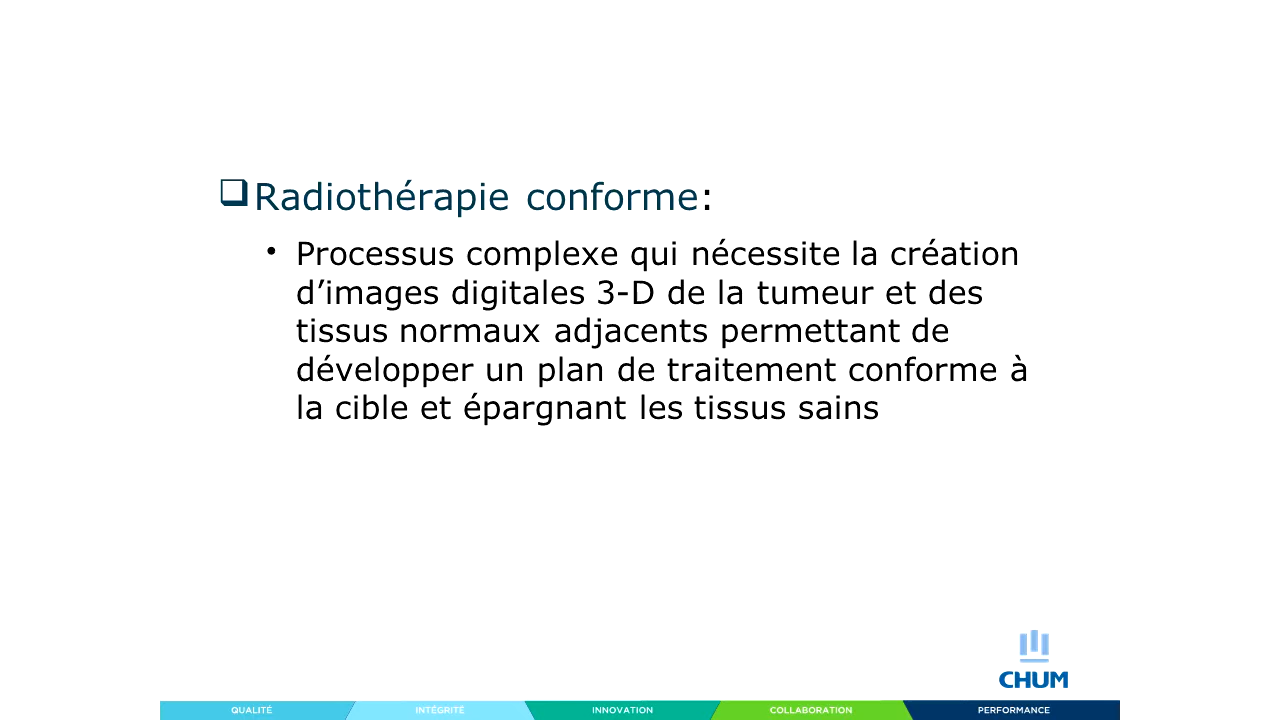 ❑Radiothérapie conforme:
• Processus complexe qui nécessite la création
d’images digitales 3-D de la tumeur et des
tissus normaux adjacents permettant de
développer un plan de traitement conforme à
la cible et épargnant les tissus sains
CHUM
QUALITÉ INTÉGRITÉ INNOVATION COLLABORATION PERFORMANCE